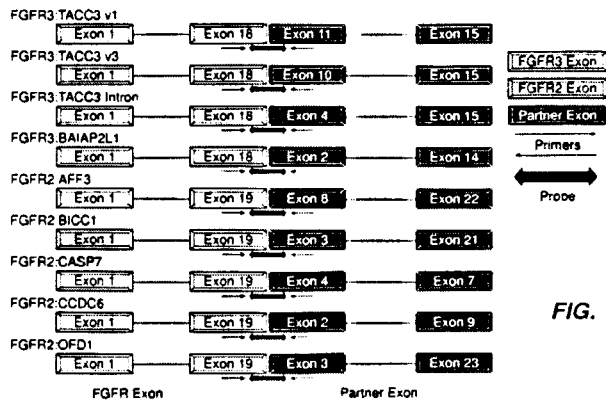 FGFR3:TACC3 v1
Exon 1 Exon 18 Exon 11 Exon 15
FGFR3:TACC3 v3
Exon 1 Exon 18 Exon 10 Exon 15
FGFR3:TACC3 Intron
Exon 1 Exon 18 Exon 4 Exon 15
FGFR3:BAIAP2L1
Exon 1 Exon 18 Exon 2 Exon 14
FGFR2 AFF3
Exon 1 Exon 19 Exon 8 Exon 22
FGFR2 BICC1
Exon 1 Exon 19 Exon 3 Exon 21
FGFR2:CASP7
Exon 1 Exon 19 Exon 4 Exon 7
FGFR2:CCDC6
Exon 1 Exon 19 Exon 2 Exon 9
FGFR2:OFD1
Exon 1 Exon 19 Exon 3 Exon 23
FGFR Exon Partner Exon
FGFR3 Exon
FGFR2 Exon
Partner Exon
Primers
Probe
FIG.